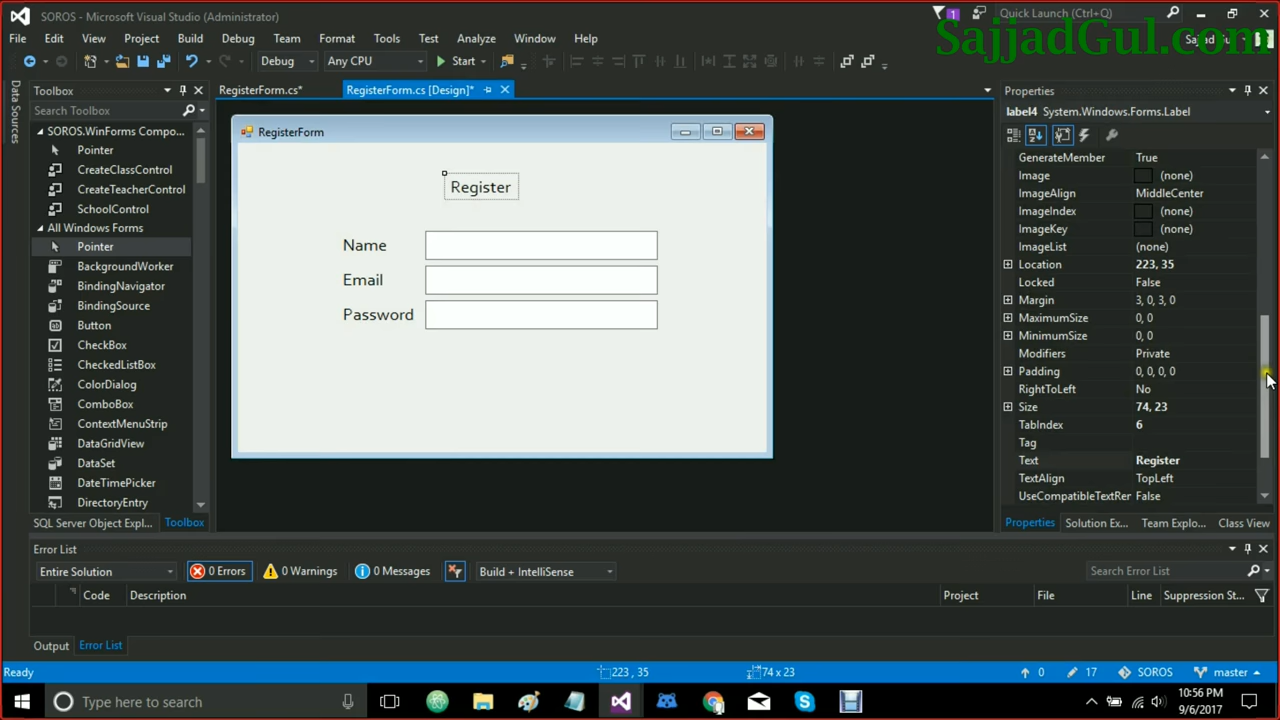 SOROS - Microsoft Visual Studio (Administrator)
1
Quick Launch (Ctrl+Q)
SajjadGul.com
File Edit View Project Build Debug Team Format Tools Test Analyze Window Help
Debug Any CPU Start
Data Sources
Toolbox
Search Toolbox
SOROS.WinForms Compo...
Pointer
CreateClassControl
CreateTeacherControl
SchoolControl
All Windows Forms
Pointer
BackgroundWorker
BindingNavigator
BindingSource
Button
CheckBox
CheckedListBox
ColorDialog
ComboBox
ContextMenuStrip
DataGridView
DataSet
DateTimePicker
DirectoryEntry
SQL Server Object Expl... Toolbox
RegisterForm.cs* RegisterForm.cs [Design]*
RegisterForm
Register
Name
Email
Password
Properties
label4 System.Windows.Forms.Label
GenerateMember True
Image (none)
ImageAlign MiddleCenter
ImageIndex (none)
ImageKey (none)
ImageList (none)
Location 223, 35
Locked False
Margin 3, 0, 3, 0
MaximumSize 0, 0
MinimumSize 0, 0
Modifiers Private
Padding 0, 0, 0, 0
RightToLeft No
Size 74, 23
TabIndex 6
Tag
Text Register
TextAlign TopLeft
UseCompatibleTextRer False
Properties Solution Ex... Team Explo... Class View
Error List
Entire Solution 0 Errors 0 Warnings 0 Messages Build + IntelliSense Search Error List
Code Description Project File Line Suppression St...
Output Error List
Ready 223 , 35 74 x 23 0 17 SOROS master
Type here to search
10:56 PM
9/6/2017